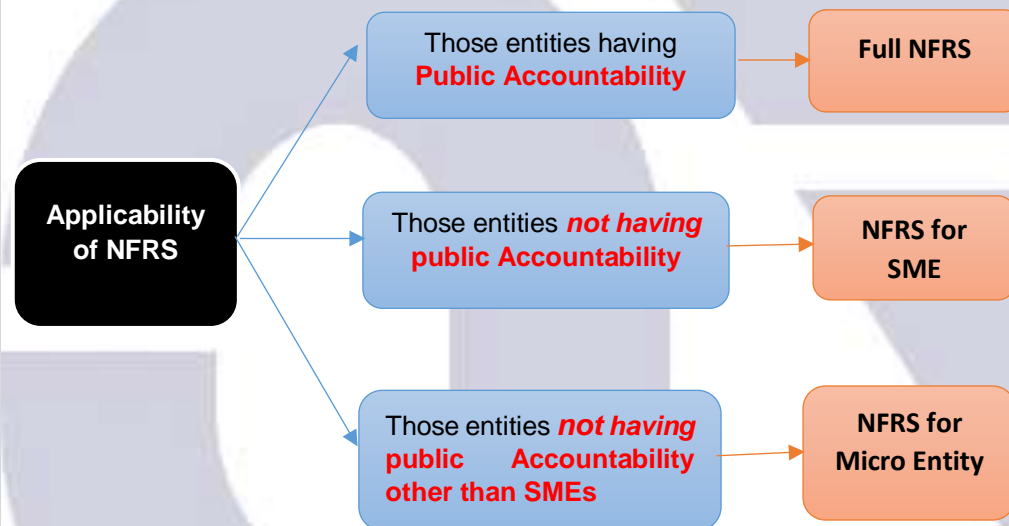 Those entities having
Public Accountability
Full NFRS
Applicability
of NFRS
Those entities not having
public Accountability
NFRS for
SME
Those entities not having
public Accountability
other than SMEs
NFRS for
Micro Entity